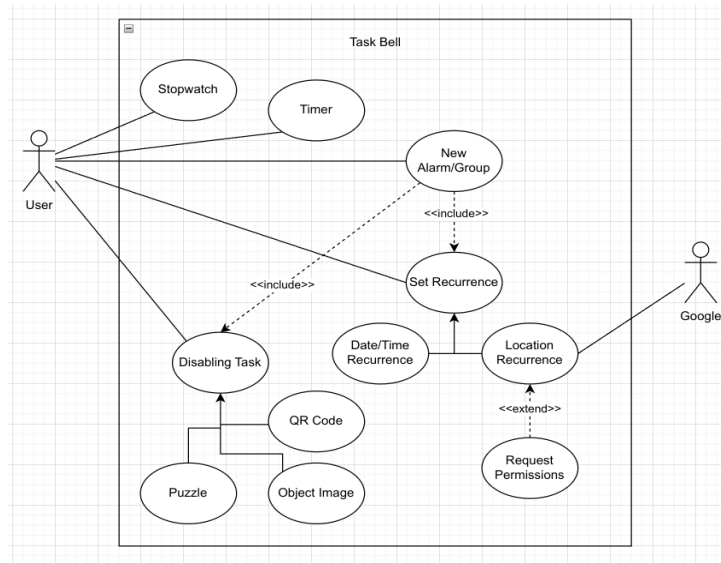 Task Bell
Stopwatch
Timer
New
Alarm/Group
User
<<include>>
<<include>>
Set Recurrence
Google
Date/Time
Recurrence
Location
Recurrence
Disabling Task
<<extend>>
QR Code
Request
Permissions
Puzzle
Object Image